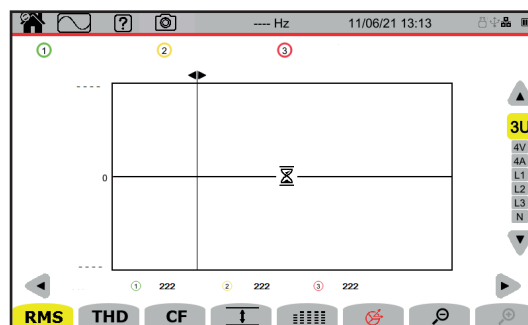 ? ---- Hz 11/06/21 13:13
1 2 3
----
3U
4V
4A
L1
0
L2
L3
N
----
1 222 2 222 3 222
RMS THD CF